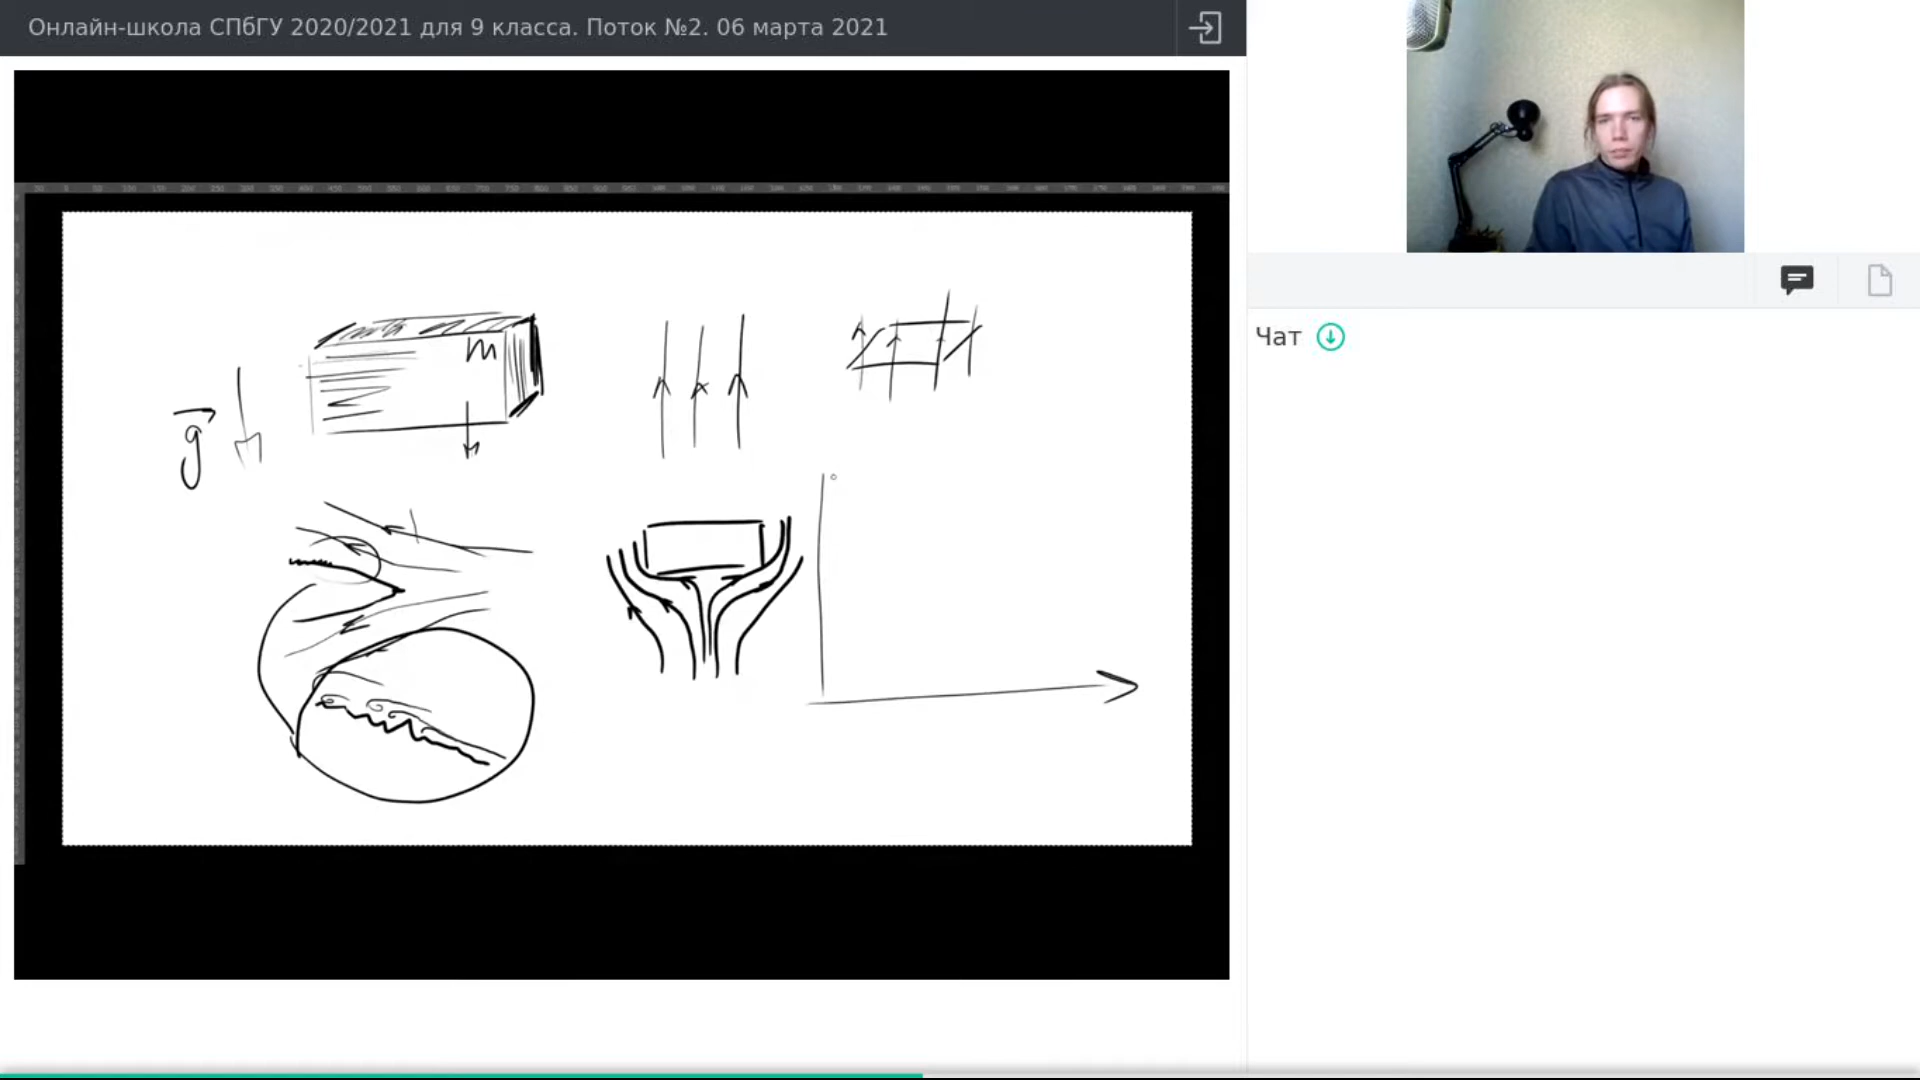 Онлайн-школа СПбГУ 2020/2021 для 9 класса. Поток №2. 06 марта 2021
m
g
Чат